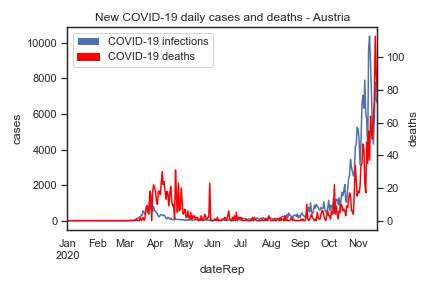 New COVID-19 daily cases and deaths - Austria
COVID-19 infections
COVID-19 deaths
cases
10000
8000
6000
4000
2000
0
deaths
100
80
60
40
20
0
Jan Feb Mar Apr May Jun Jul Aug Sep Oct Nov
2020
dateRep